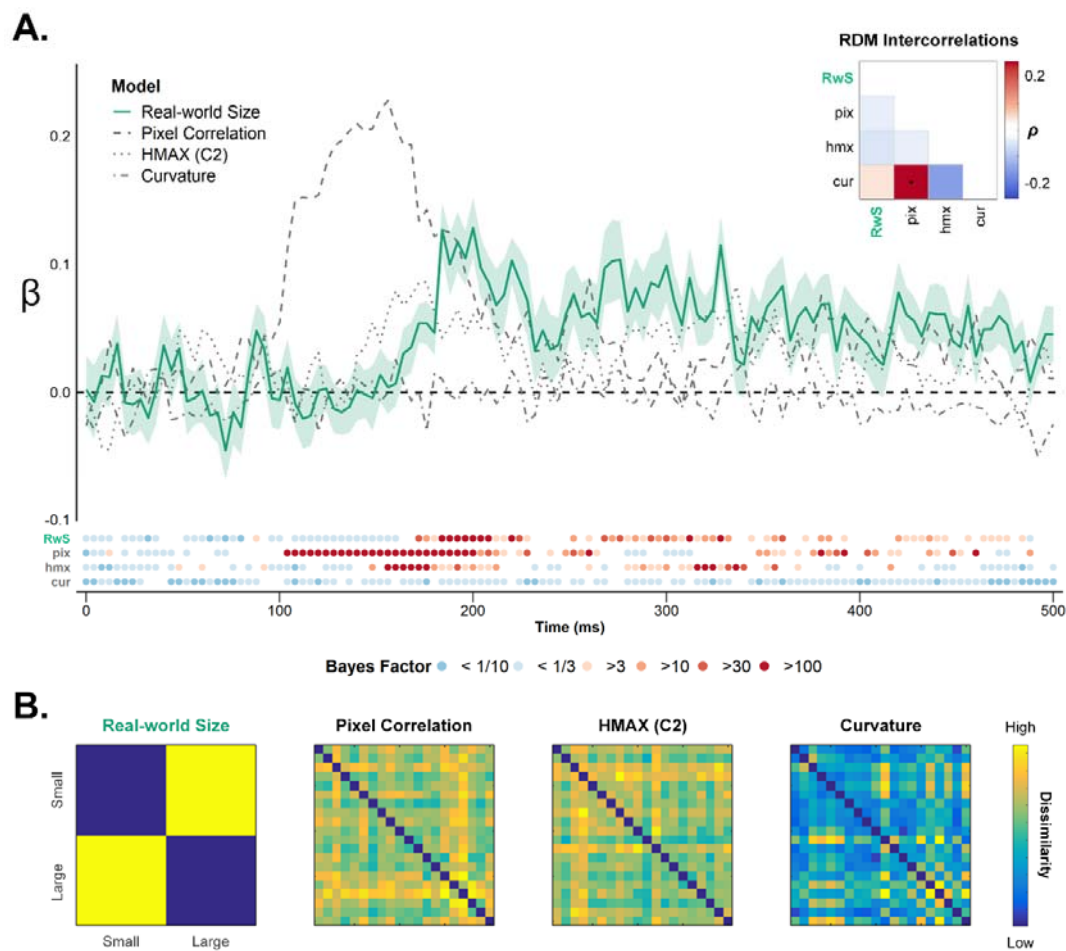 A.
RDM Intercorrelations
RwS
pix
hmx
cur
RwS
pix
hmx
cur
0.2
ρ
-0.2
Model
Real-world Size
Pixel Correlation
HMAX (C2)
Curvature
0.2
0.1
β
0.0
-0.1
RwS
pix
hmx
cur
0 100 200 300 400 500
Time (ms)
Bayes Factor < 1/10 < 1/3 >3 >10 >30 >100
B.
Real-world Size Pixel Correlation HMAX (C2) Curvature
Small
Large
Small Large
High
Dissimilarity
Low